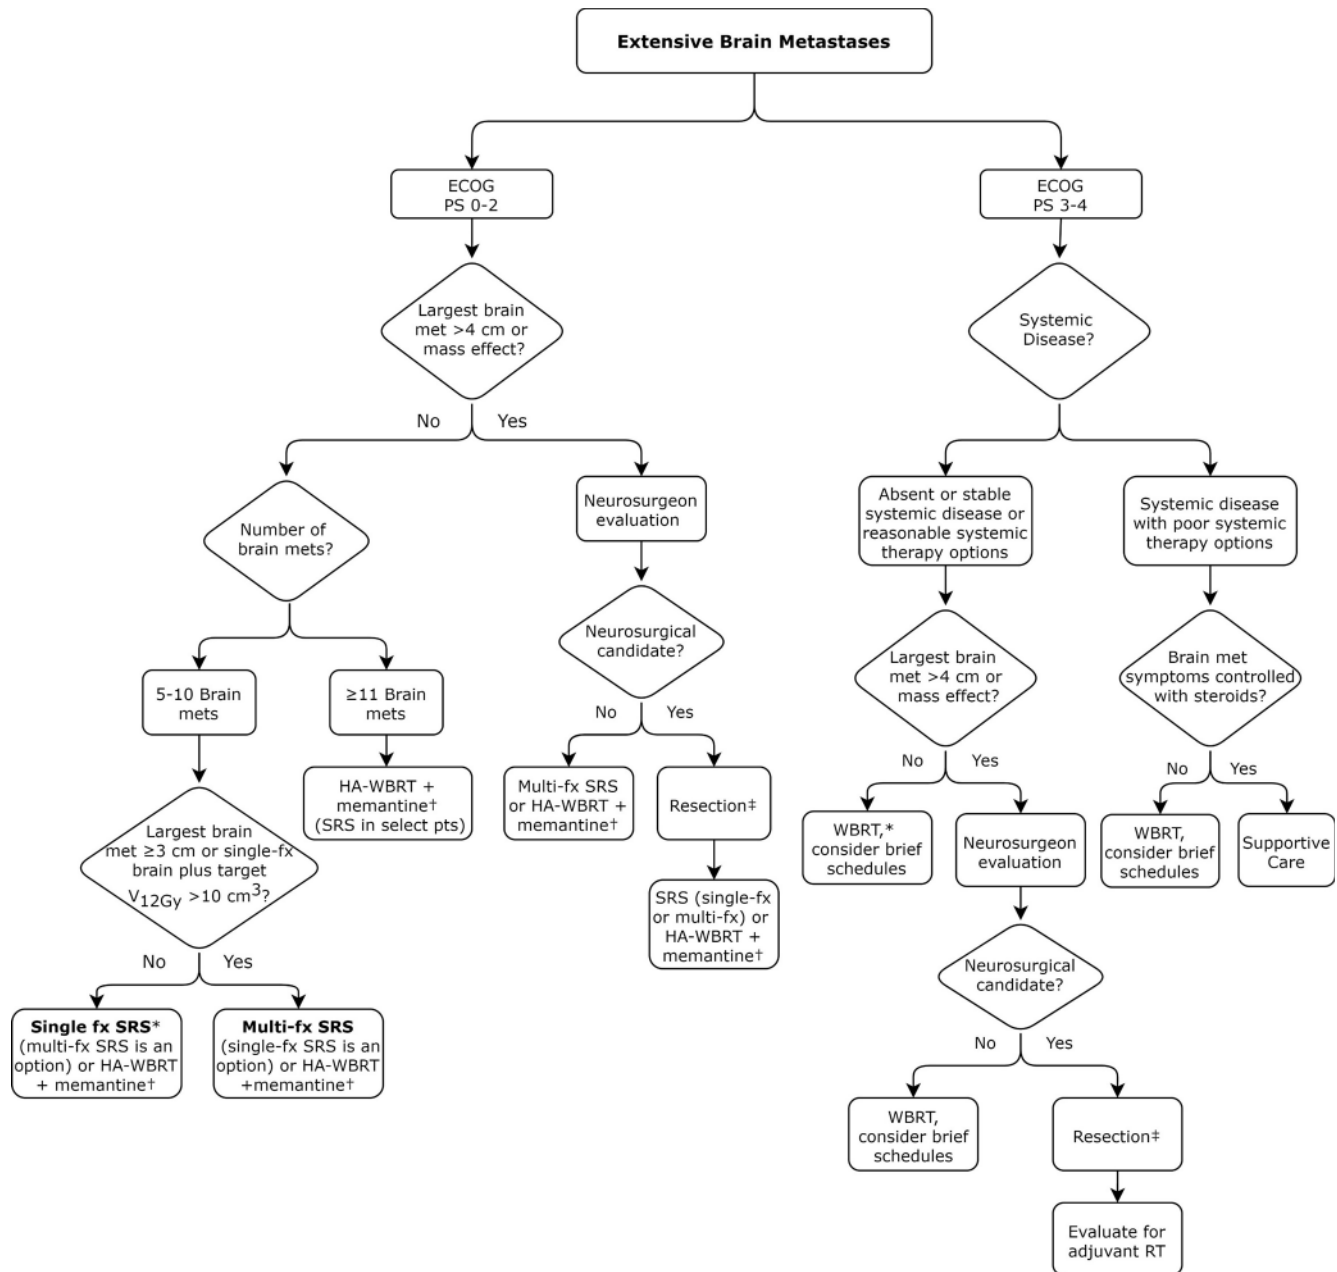 Extensive Brain Metastases
ECOG
PS 0-2
ECOG
PS 3-4
Largest brain
met >4 cm or
mass effect?
Systemic
Disease?
No
Yes
Number of
brain mets?
Neurosurgeon
evaluation
Absent or stable
systemic disease or
reasonable systemic
therapy options
Systemic disease
with poor systemic
therapy options
Neurosurgical
candidate?
Largest brain
met >4 cm or
mass effect?
Brain met
symptoms controlled
with steroids?
5-10 Brain
mets
≥11 Brain
mets
No
Yes
No
Yes
No
Yes
HA-WBRT +
memantine†
(SRS in select pts)
Multi-fx SRS
or HA-WBRT +
memantine†
Resection‡
WBRT,*
consider brief
schedules
Neurosurgeon
evaluation
WBRT,
consider brief
schedules
Supportive
Care
Largest brain
met ≥3 cm or single-fx
brain plus target
V12Gy >10 cm3?
SRS (single-fx
or multi-fx) or
HA-WBRT +
memantine†
No
Yes
Neurosurgical
candidate?
Single fx SRS*
(multi-fx SRS is an
option) or HA-WBRT
+ memantine†
Multi-fx SRS
(single-fx SRS is an
option) or HA-WBRT
+memantine†
No
Yes
WBRT,
consider brief
schedules
Resection‡
Evaluate for
adjuvant RT